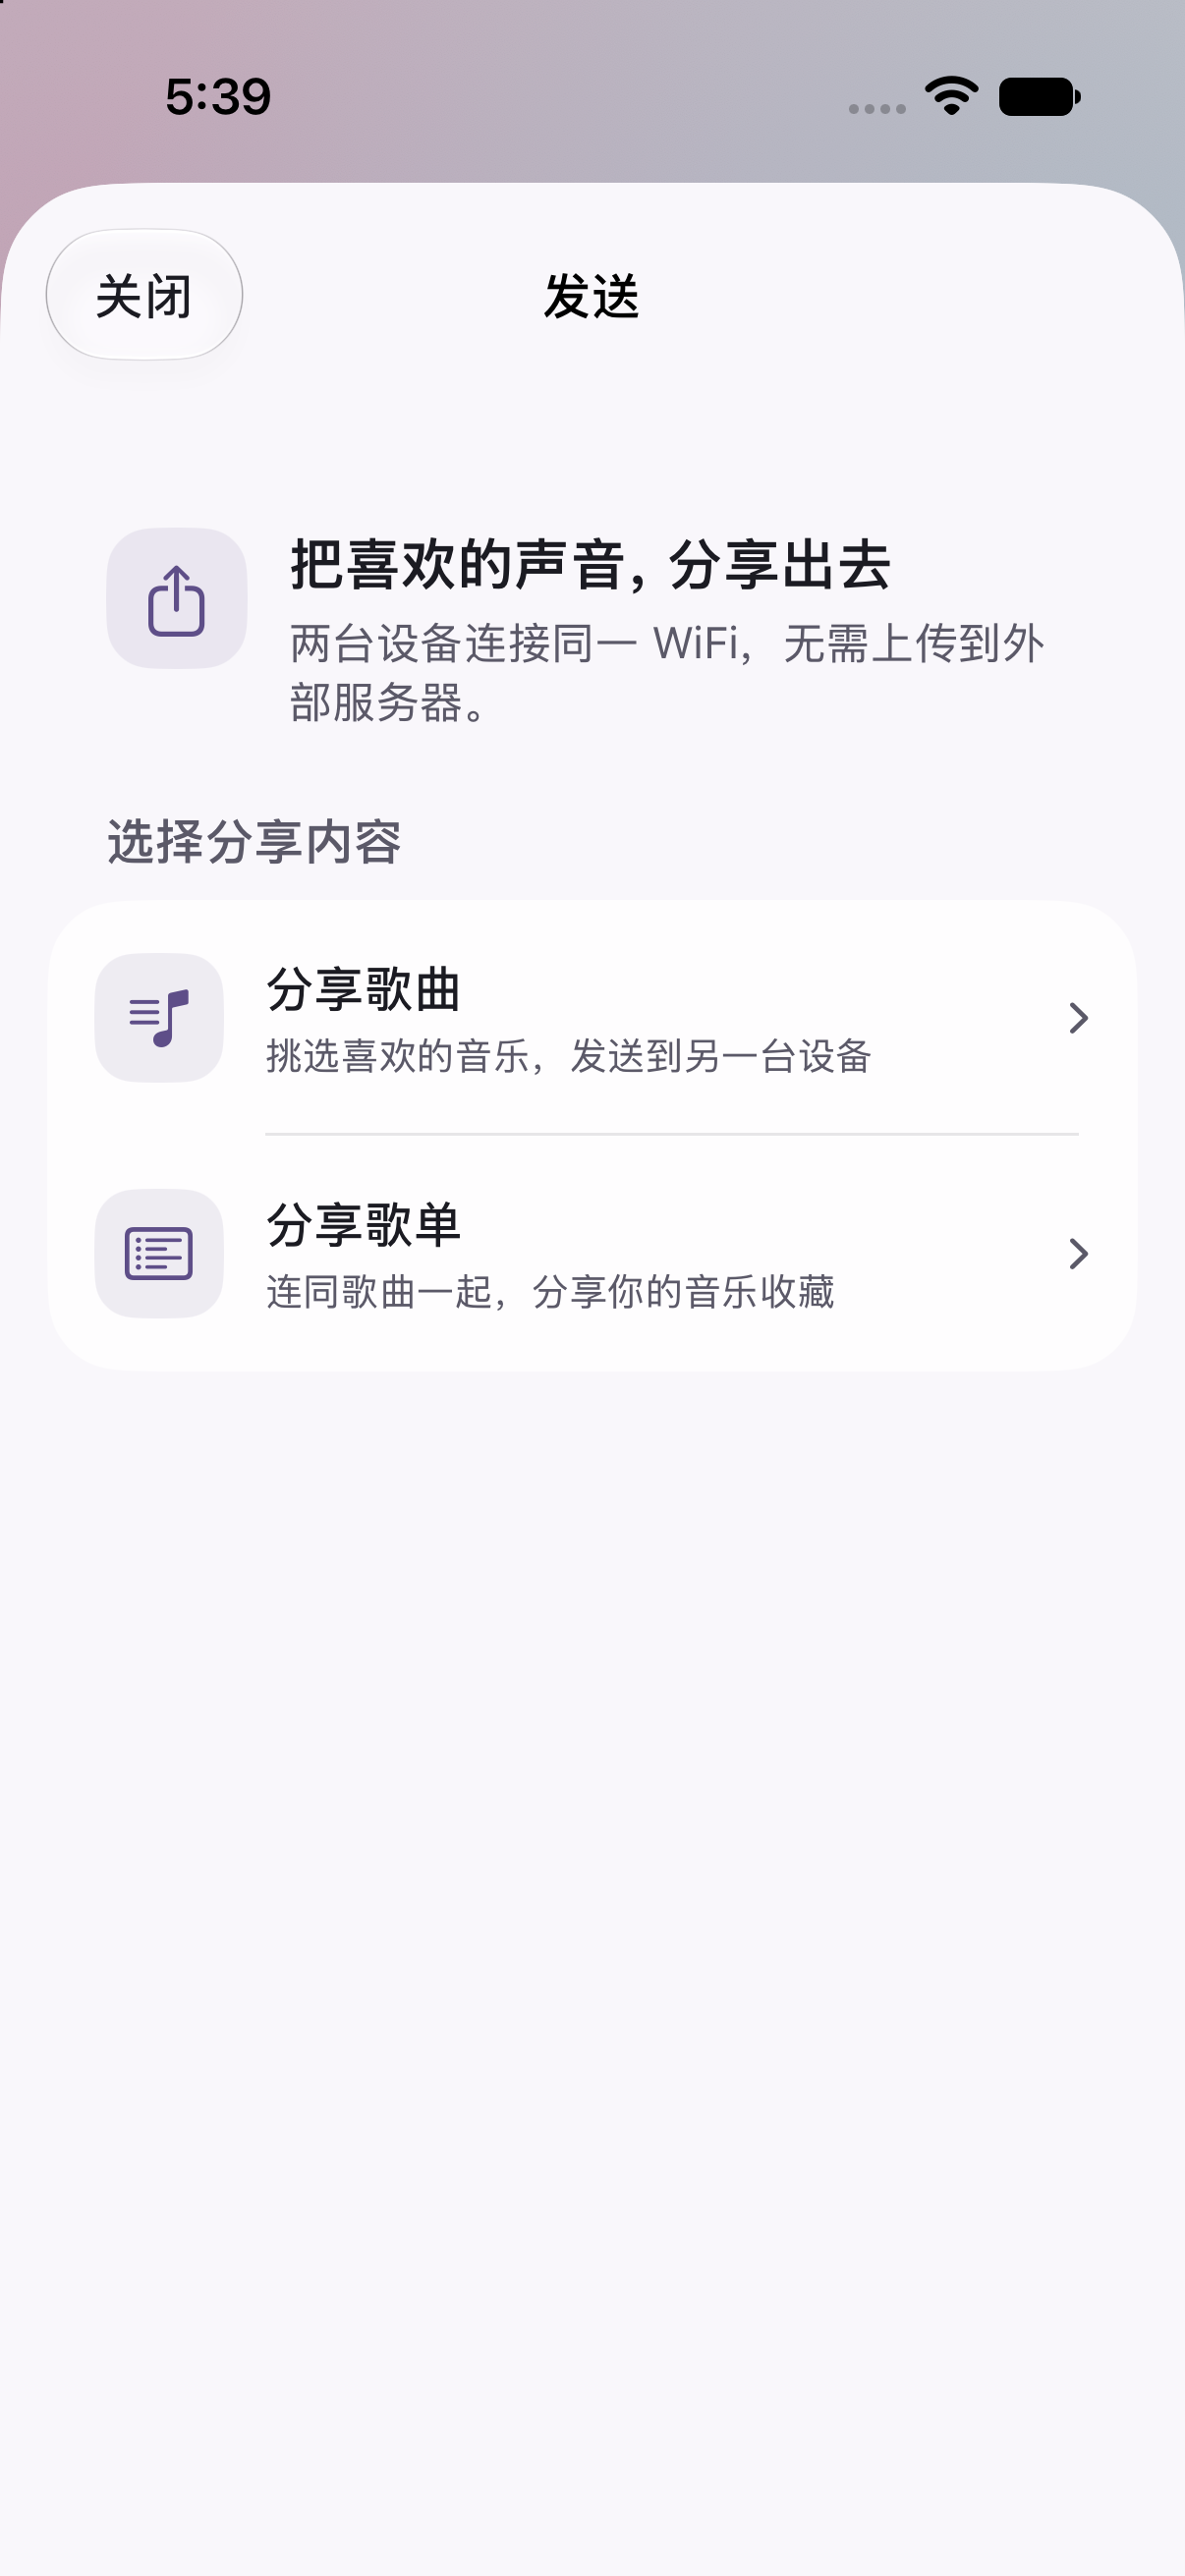 5:39
关闭
发送
把喜欢的声音，分享出去
两台设备连接同一 WiFi，无需上传到外
部服务器。
选择分享内容
分享歌曲
挑选喜欢的音乐，发送到另一台设备
分享歌单
连同歌曲一起，分享你的音乐收藏